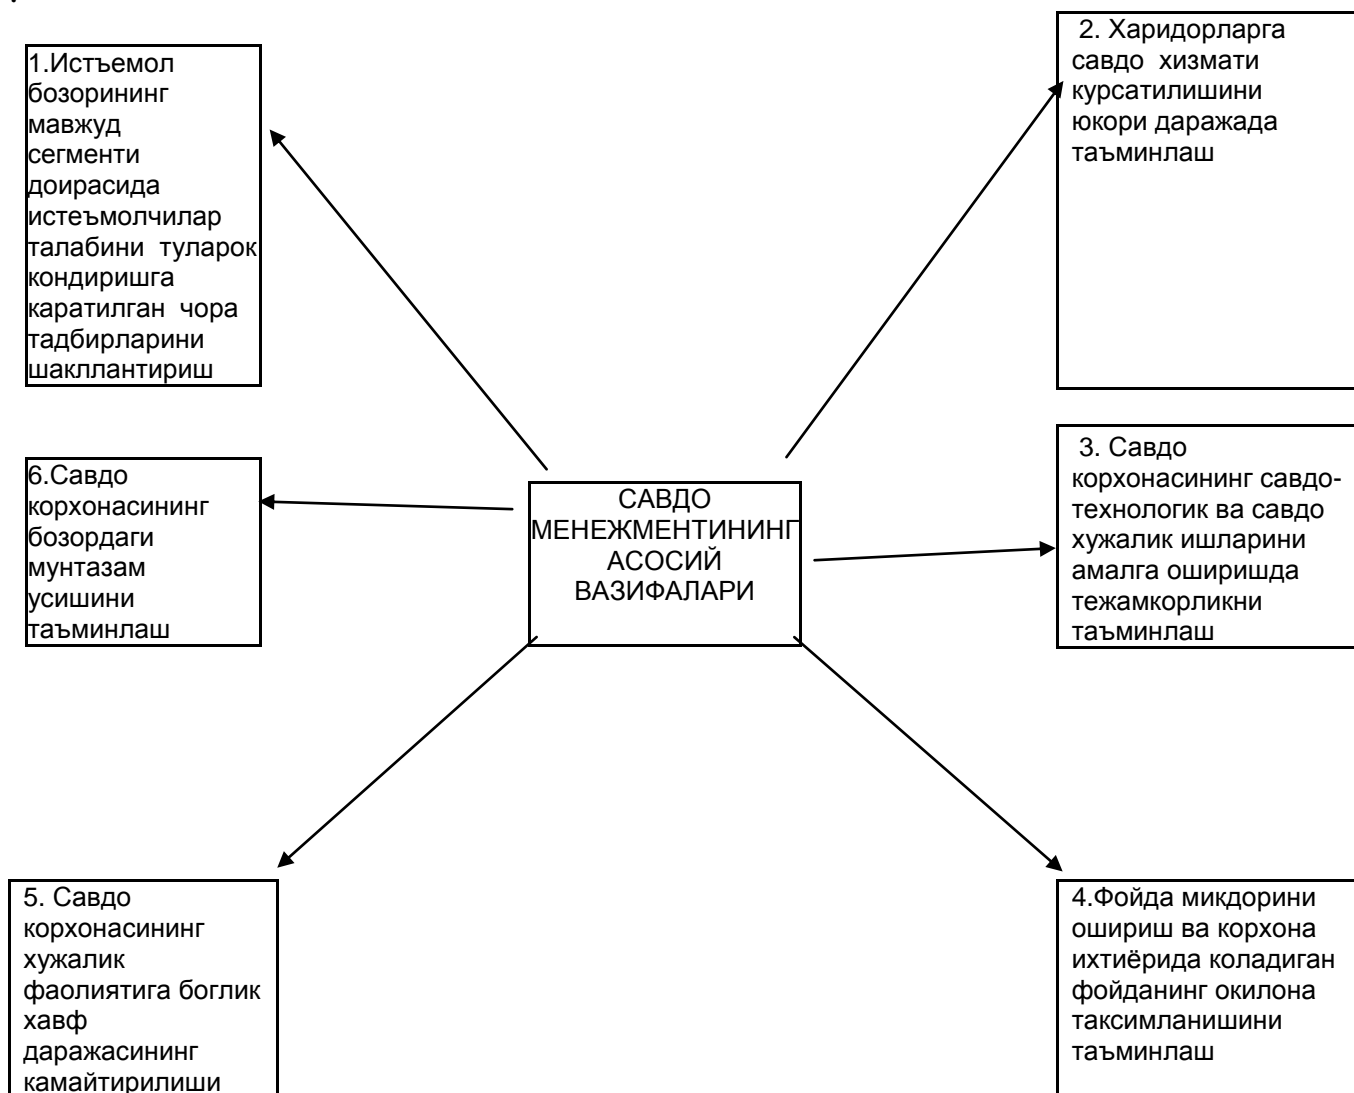 1.Истъемол
бозорининг
мавжуд
сегменти
доирасида
истеъмолчилар
талабини туларок
кондиришга
каратилган чора
тадбирларини
шакллантириш
2. Харидорларга
савдо хизмати
курсатилишини
юкори даражада
таъминлаш
6.Савдо
корхонасининг
бозордаги
мунтазам
усишини
таъминлаш
САВДО
МЕНЕЖМЕНТИНИНГ
АСОСИЙ
ВАЗИФАЛАРИ
3. Савдо
корхонасининг савдо-
технологик ва савдо
хужалик ишларини
амалга оширишда
тежамкорликни
таъминлаш
5. Савдо
корхонасининг
хужалик
фаолиятига боглик
хавф
даражасининг
камайтирилиши
4.Фойда микдорини
ошириш ва корхона
ихтиёрида коладиган
фойданинг окилона
таксимланишини
таъминлаш